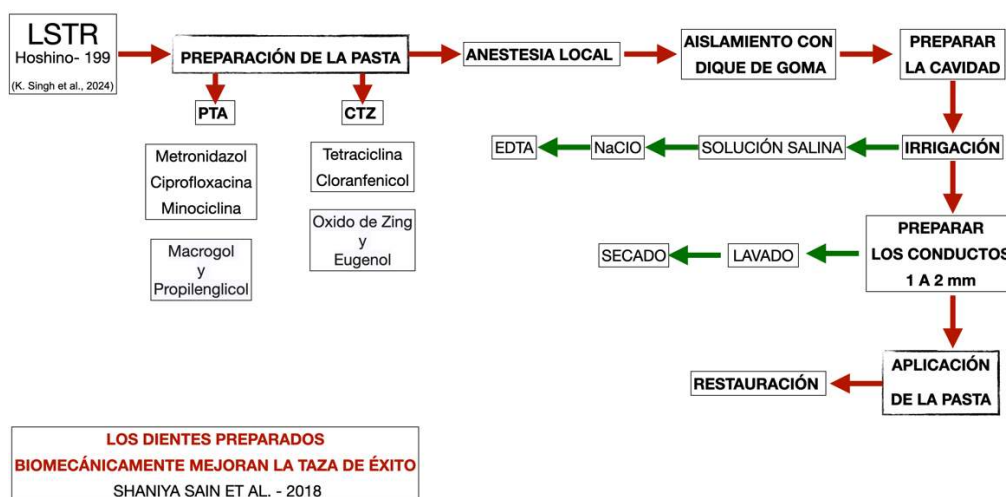 LSTR
Hoshino- 199
(K. Singh et al., 2024)
PREPARACIÓN DE LA PASTA
ANESTESIA LOCAL
AISLAMIENTO CON
DIQUE DE GOMA
PREPARAR
LA CAVIDAD
PTA
Metronidazol
Ciprofloxacina
Minociclina
Macrogol
y
Propilenglicol
CTZ
Tetraciclina
Cloranfenicol
Oxido de Zing
y
Eugenol
IRRIGACIÓN
SOLUCIÓN SALINA
NaClO
EDTA
PREPARAR
LOS CONDUCTOS
1 A 2 mm
LAVADO
SECADO
APLICACIÓN
DE LA PASTA
RESTAURACIÓN
LOS DIENTES PREPARADOS
BIOMECÁNICAMENTE MEJORAN LA TAZA DE ÉXITO
SHANIYA SAIN ET AL. - 2018